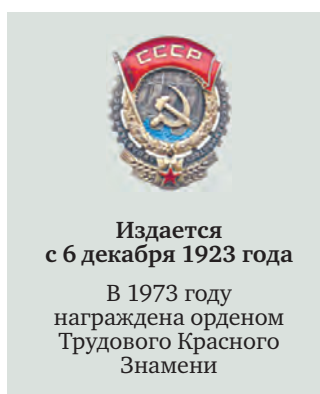 СССР
Издается
с 6 декабря 1923 года
В 1973 году
награждена орденом
Трудового Красного
Знамени